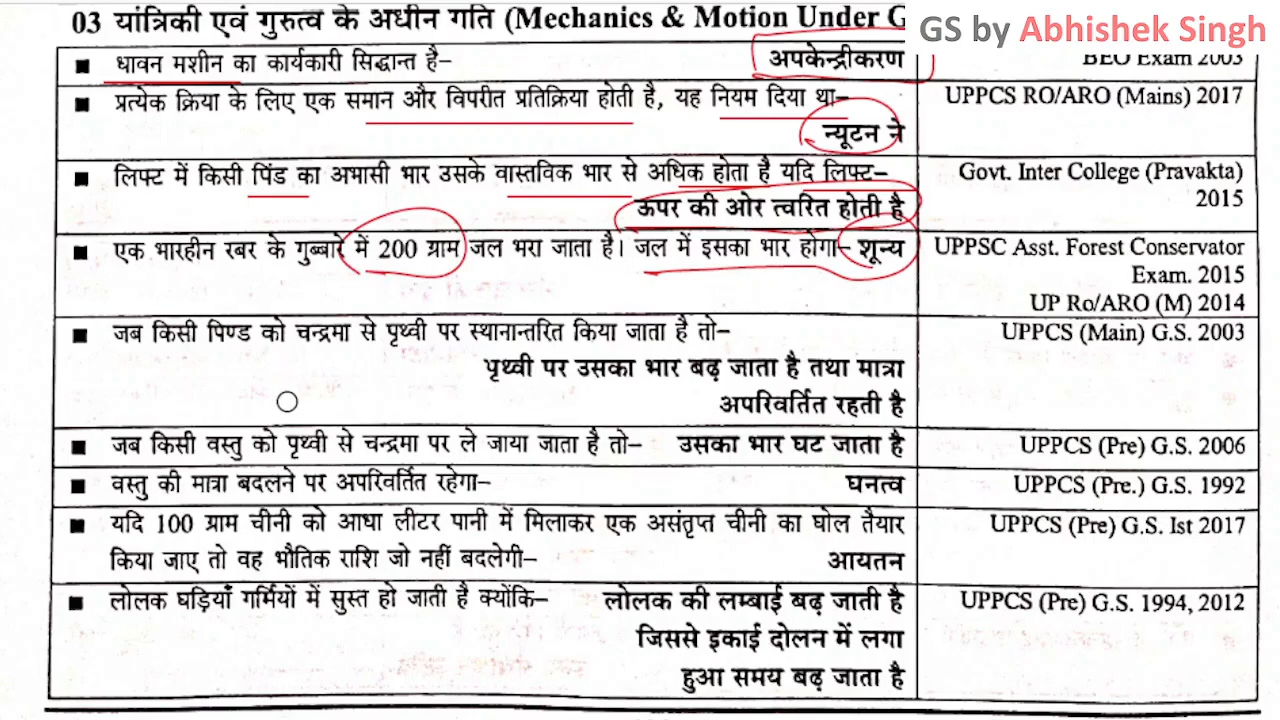 03 यांत्रिकी एवं गुरुत्व के अधीन गति (Mechanics & Motion Under G
GS by Abhishek Singh
■ धावन मशीन का कार्यकारी सिद्धान्त है- अपकेन्द्रीकरण BEO Exam 2003
■ प्रत्येक क्रिया के लिए एक समान और विपरीत प्रतिक्रिया होती है, यह नियम दिया था- UPPCS RO/ARO (Mains) 2017
न्यूटन ने
■ लिफ्ट में किसी पिंड का अभासी भार उसके वास्तविक भार से अधिक होता है यदि लिफ्ट- Govt. Inter College (Pravakta)
ऊपर की ओर त्वरित होती है 2015
■ एक भारहीन रबर के गुब्बारे में 200 ग्राम जल भरा जाता है। जल में इसका भार होगा- शून्य UPPSC Asst. Forest Conservator
Exam. 2015
UP Ro/ARO (M) 2014
■ जब किसी पिण्ड को चन्द्रमा से पृथ्वी पर स्थानान्तरित किया जाता है तो- UPPCS (Main) G.S. 2003
पृथ्वी पर उसका भार बढ़ जाता है तथा मात्रा
अपरिवर्तित रहती है
■ जब किसी वस्तु को पृथ्वी से चन्द्रमा पर ले जाया जाता है तो- उसका भार घट जाता है UPPCS (Pre) G.S. 2006
■ वस्तु की मात्रा बदलने पर अपरिवर्तित रहेगा- घनत्व UPPCS (Pre.) G.S. 1992
■ यदि 100 ग्राम चीनी को आधा लीटर पानी में मिलाकर एक असंतृप्त चीनी का घोल तैयार UPPCS (Pre) G.S. Ist 2017
किया जाए तो वह भौतिक राशि जो नहीं बदलेगी- आयतन
■ लोलक घड़ियाँ गर्मियों में सुस्त हो जाती है क्योंकि- लोलक की लम्बाई बढ़ जाती है UPPCS (Pre) G.S. 1994, 2012
जिससे इकाई दोलन में लगा
हुआ समय बढ़ जाता है